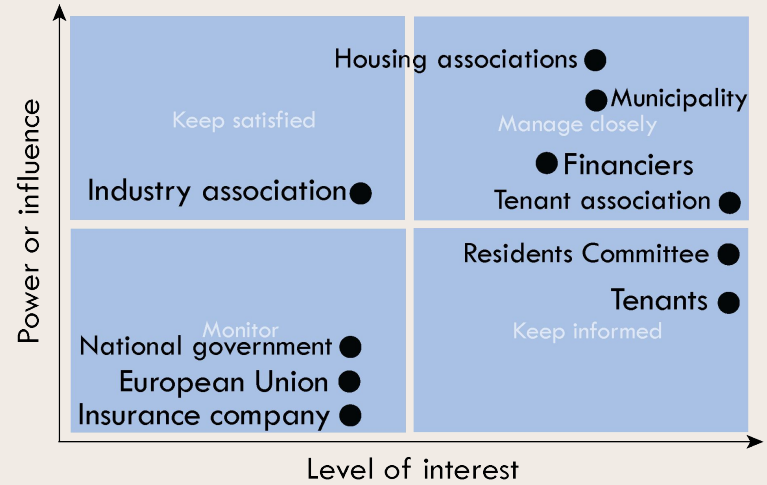 Power or influence
Housing associations
Municipality
Keep satisfied
Manage closely
Financiers
Industry association
Tenant association
Residents Committee
Tenants
Monitor
Keep informed
National government
European Union
Insurance company
Level of interest